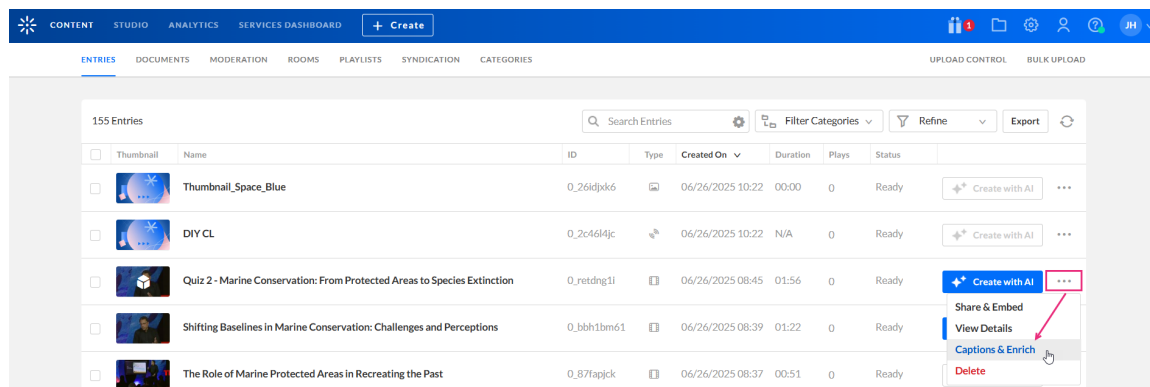 CONTENT STUDIO ANALYTICS SERVICES DASHBOARD + Create 1 JH
ENTRIES DOCUMENTS MODERATION ROOMS PLAYLISTS SYNDICATION CATEGORIES UPLOAD CONTROL BULK UPLOAD
155 Entries Search Entries Filter Categories Refine Export
Thumbnail Name ID Type Created On Duration Plays Status
Thumbnail_Space_Blue 0_26idjxk6 06/26/2025 10:22 00:00 0 Ready Create with AI
DIY CL 0_2c46l4jc 06/26/2025 10:22 N/A 0 Ready Create with AI
Quiz 2 - Marine Conservation: From Protected Areas to Species Extinction 0_retdng1i 06/26/2025 08:45 01:56 0 Ready Create with AI
Share & Embed
Shifting Baselines in Marine Conservation: Challenges and Perceptions 0_bbh1bm61 06/26/2025 08:39 01:22 0 Ready View Details
Captions & Enrich
The Role of Marine Protected Areas in Recreating the Past 0_87fapjck 06/26/2025 08:37 00:51 0 Ready Delete